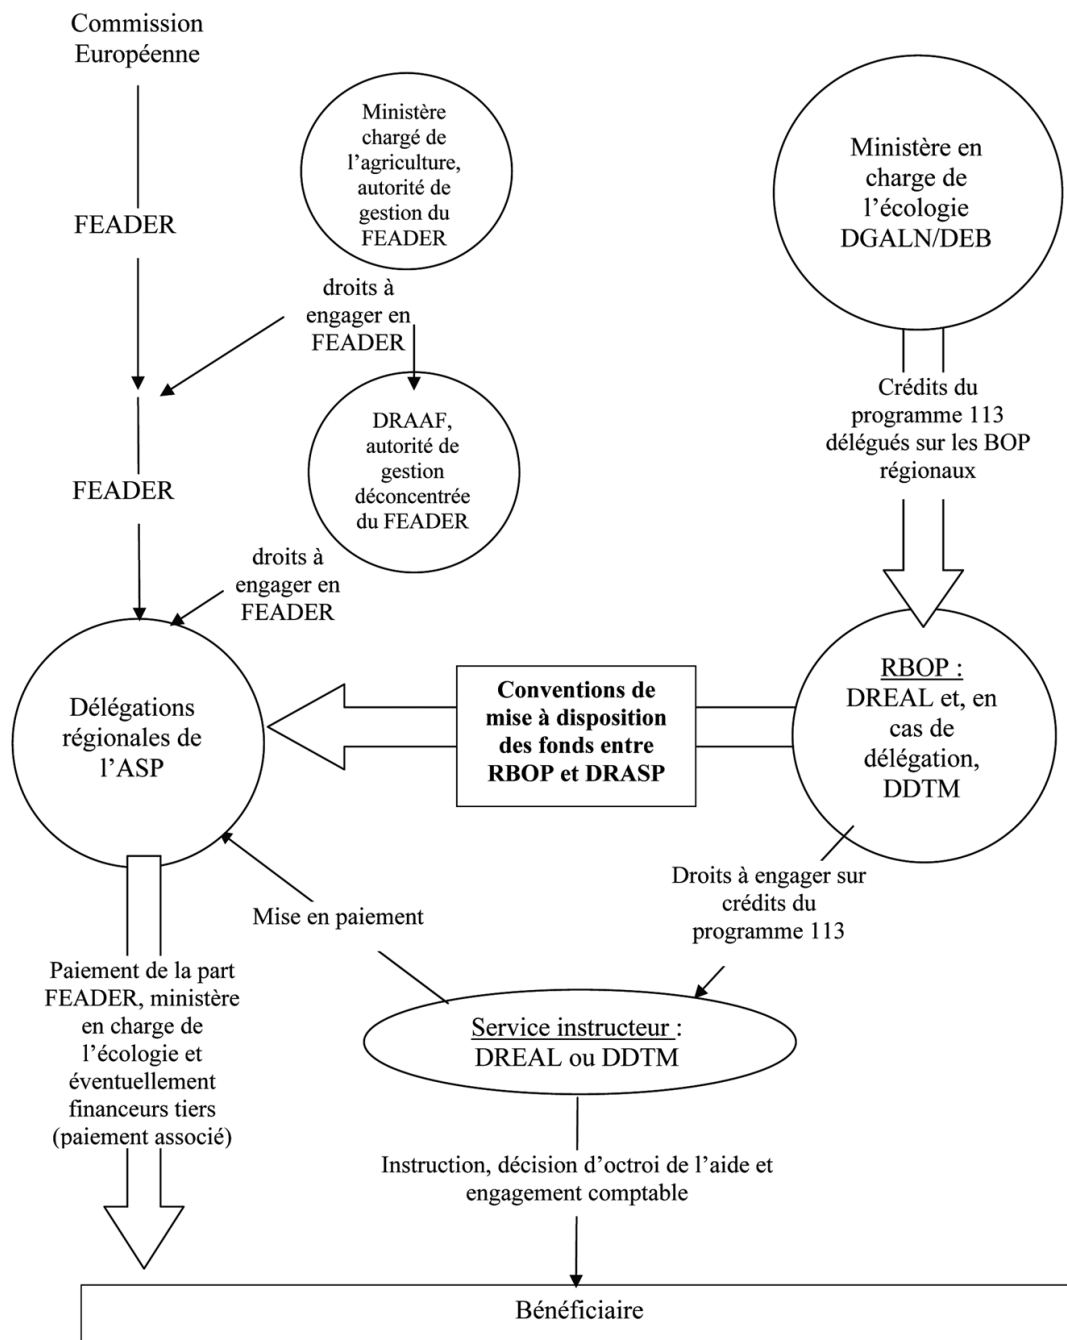 Commission
Européenne
Ministère
chargé de
l’agriculture,
autorité de
gestion du
FEADER
Ministère en
charge de
l’écologie
DGALN/DEB
FEADER
droits à
engager en
FEADER
Crédits du
programme 113
délégués sur les BOP
régionaux
DRAAF,
autorité de
gestion
déconcentrée
du FEADER
FEADER
droits à
engager en
FEADER
Délégations
régionales de
l’ASP
Conventions de
mise à disposition
des fonds entre
RBOP et DRASP
RBOP :
DREAL et, en
cas de
délégation,
DDTM
Mise en paiement
Droits à engager sur
crédits du
programme 113
Paiement de la part
FEADER, ministère
en charge de
l’écologie et
éventuellement
financeurs tiers
(paiement associé)
Service instructeur :
DREAL ou DDTM
Instruction, décision d’octroi de l’aide et
engagement comptable
Bénéficiaire